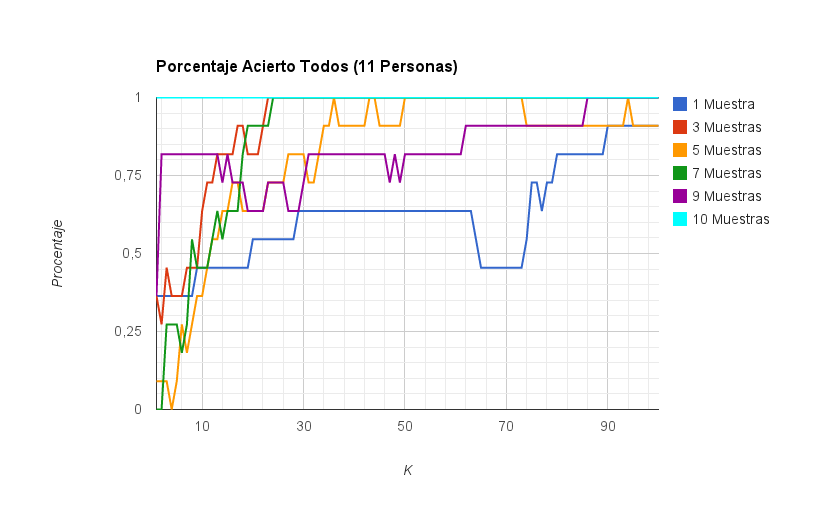 Porcentaje Acierto Todos (11 Personas)
1
0,75
0,5
0,25
0
Procentaje
10
30
50
70
90
K
1 Muestra
3 Muestras
5 Muestras
7 Muestras
9 Muestras
10 Muestras